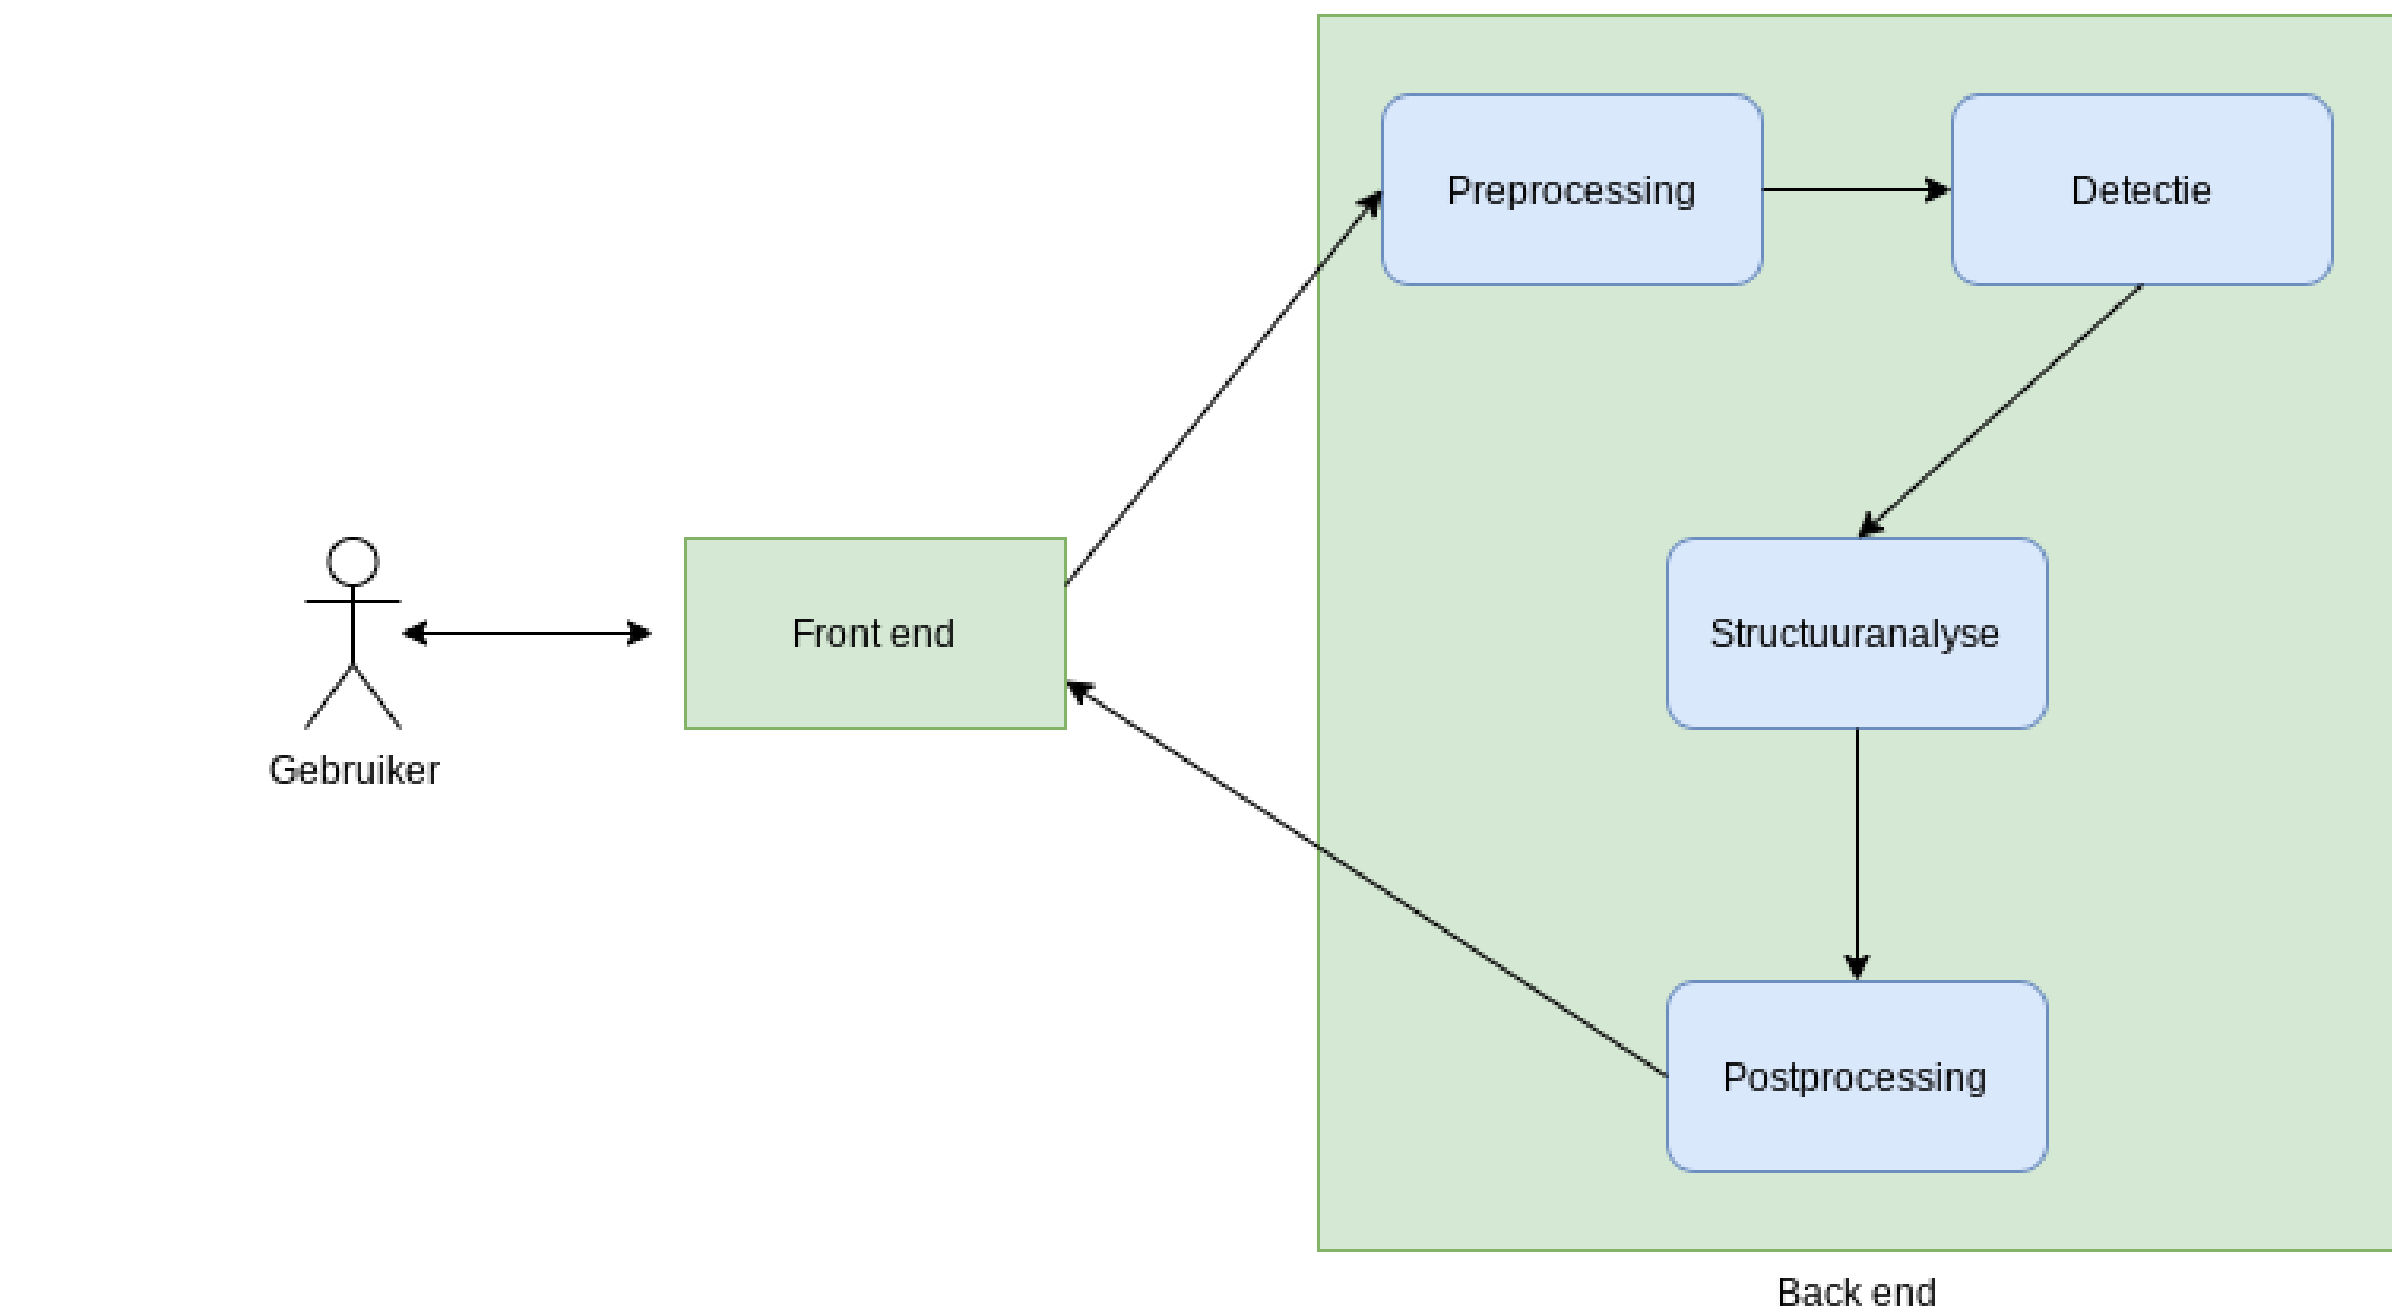 Preprocessing
Detectie
Front end
Structuuranalyse
Gebruiker
Postprocessing
Back end